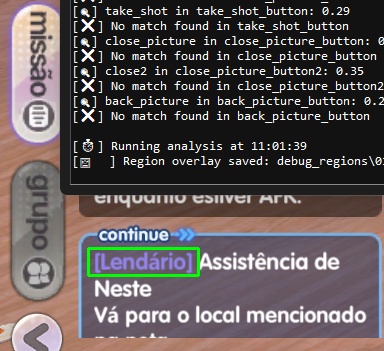 [🔍] take_shot in take_shot_button: 0.29
[❌] No match found in take_shot_button
[🔍] close_picture in close_picture_button: 0
[❌] No match found in close_picture_button
[🔍] close2 in close_picture_button2: 0.35
[❌] No match found in close_picture_button2
[🔍] back_picture in back_picture_button: 0.2
[❌] No match found in back_picture_button
[⏱] Running analysis at 11:01:39
[🖼 ] Region overlay saved: debug_regions\0
missão
grupo
enquanto estiver AFK.
continue
[Lendário] Assistência de
Neste
Vá para o local mencionado